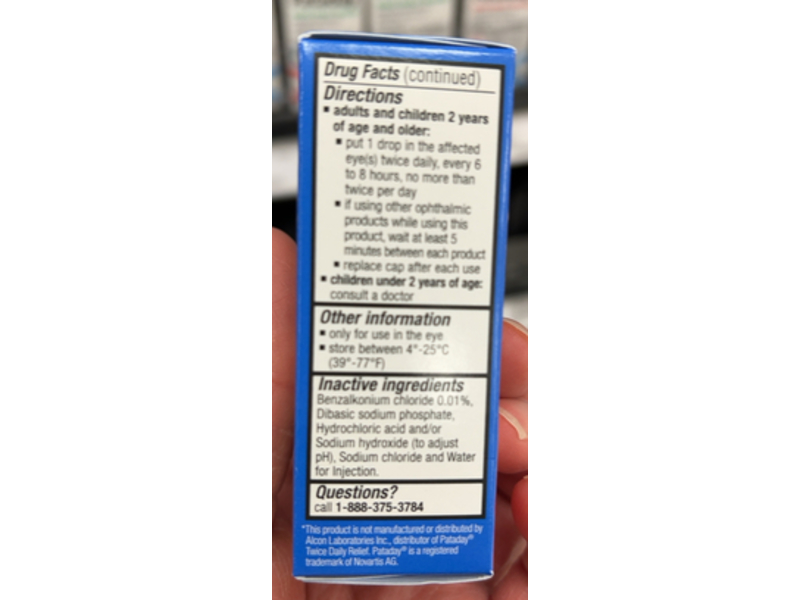 Drug Facts (continued)
Directions
▪ adults and children 2 years
of age and older:
▪ put 1 drop in the affected
eye(s) twice daily, every 6
to 8 hours, no more than
twice per day
▪ if using other ophthalmic
products while using this
product, wait at least 5
minutes between each product
▪ replace cap after each use
▪ children under 2 years of age:
consult a doctor
Other information
▪ only for use in the eye
▪ store between 4°-25°C
(39°-77°F)
Inactive ingredients
Benzalkonium chloride 0.01%,
Dibasic sodium phosphate,
Hydrochloric acid and/or
Sodium hydroxide (to adjust
pH), Sodium chloride and Water
for Injection.
Questions?
call 1-888-375-3784
*This product is not manufactured or distributed by
Alcon Laboratories Inc., distributor of Pataday®
Twice Daily Relief. Pataday® is a registered
trademark of Novartis AG.